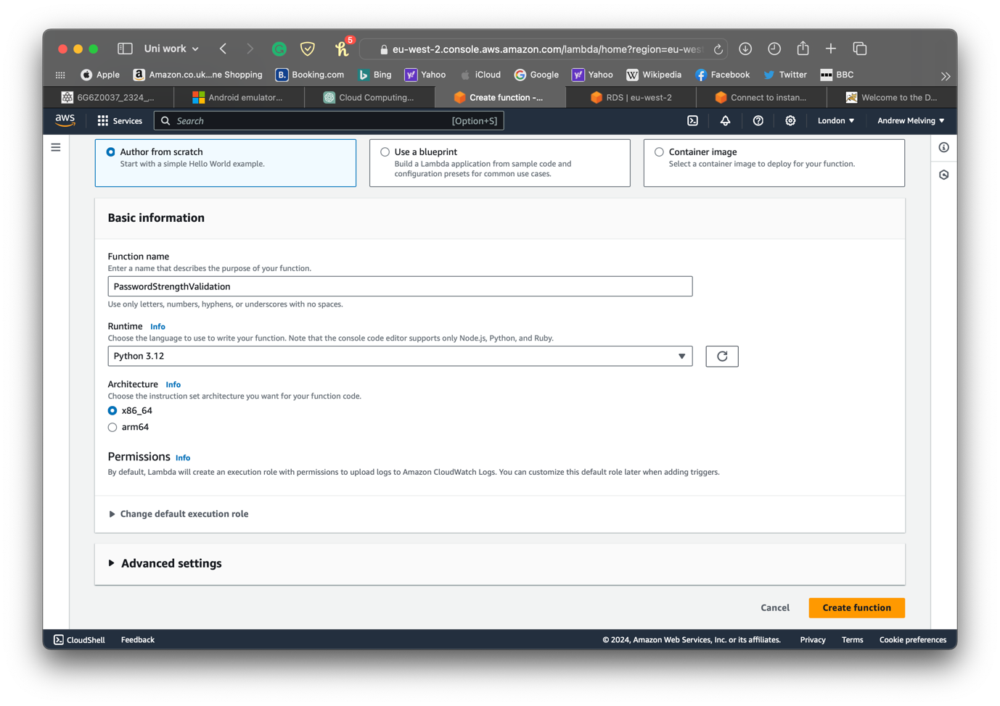 Uni work
5
eu-west-2.console.aws.amazon.com/lambda/home?region=eu-wes
Apple
Amazon.co.uk...ne Shopping
Booking.com
Bing
Yahoo
iCloud
Google
Yahoo
Wikipedia
Facebook
Twitter
BBC
6G6Z0037_2324_...
Android emulator...
Cloud Computing...
Create function -...
RDS | eu-west-2
Connect to instan...
Welcome to the D...
aws
Services
Search
[Option+S]
London
Andrew Melving
Author from scratch
Start with a simple Hello World example.
Use a blueprint
Build a Lambda application from sample code and
configuration presets for common use cases.
Container image
Select a container image to deploy for your function.
Basic information
Function name
Enter a name that describes the purpose of your function.
PasswordStrengthValidation
Use only letters, numbers, hyphens, or underscores with no spaces.
Runtime Info
Choose the language to use to write your function. Note that the console code editor supports only Node.js, Python, and Ruby.
Python 3.12
Architecture Info
Choose the instruction set architecture you want for your function code.
x86_64
arm64
Permissions Info
By default, Lambda will create an execution role with permissions to upload logs to Amazon CloudWatch Logs. You can customize this default role later when adding triggers.
Change default execution role
Advanced settings
Cancel
Create function
CloudShell
Feedback
© 2024, Amazon Web Services, Inc. or its affiliates.
Privacy
Terms
Cookie preferences